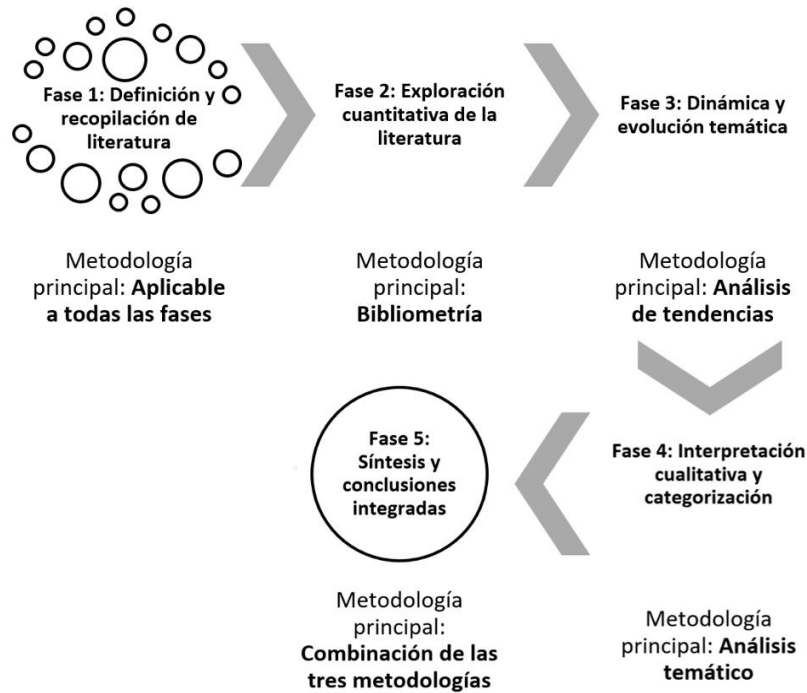 Fase 1: Definición y
recopilación de
literatura
Fase 2: Exploración
cuantitativa de la
literatura
Fase 3: Dinámica y
evolución temática
Metodología
principal: Aplicable
a todas las fases
Metodología
principal:
Bibliometría
Metodología
principal: Análisis
de tendencias
Fase 4: Interpretación
cualitativa y
categorización
Fase 5:
Síntesis y
conclusiones
integradas
Metodología
principal: Análisis
temático
Metodología
principal:
Combinación de las
tres metodologías